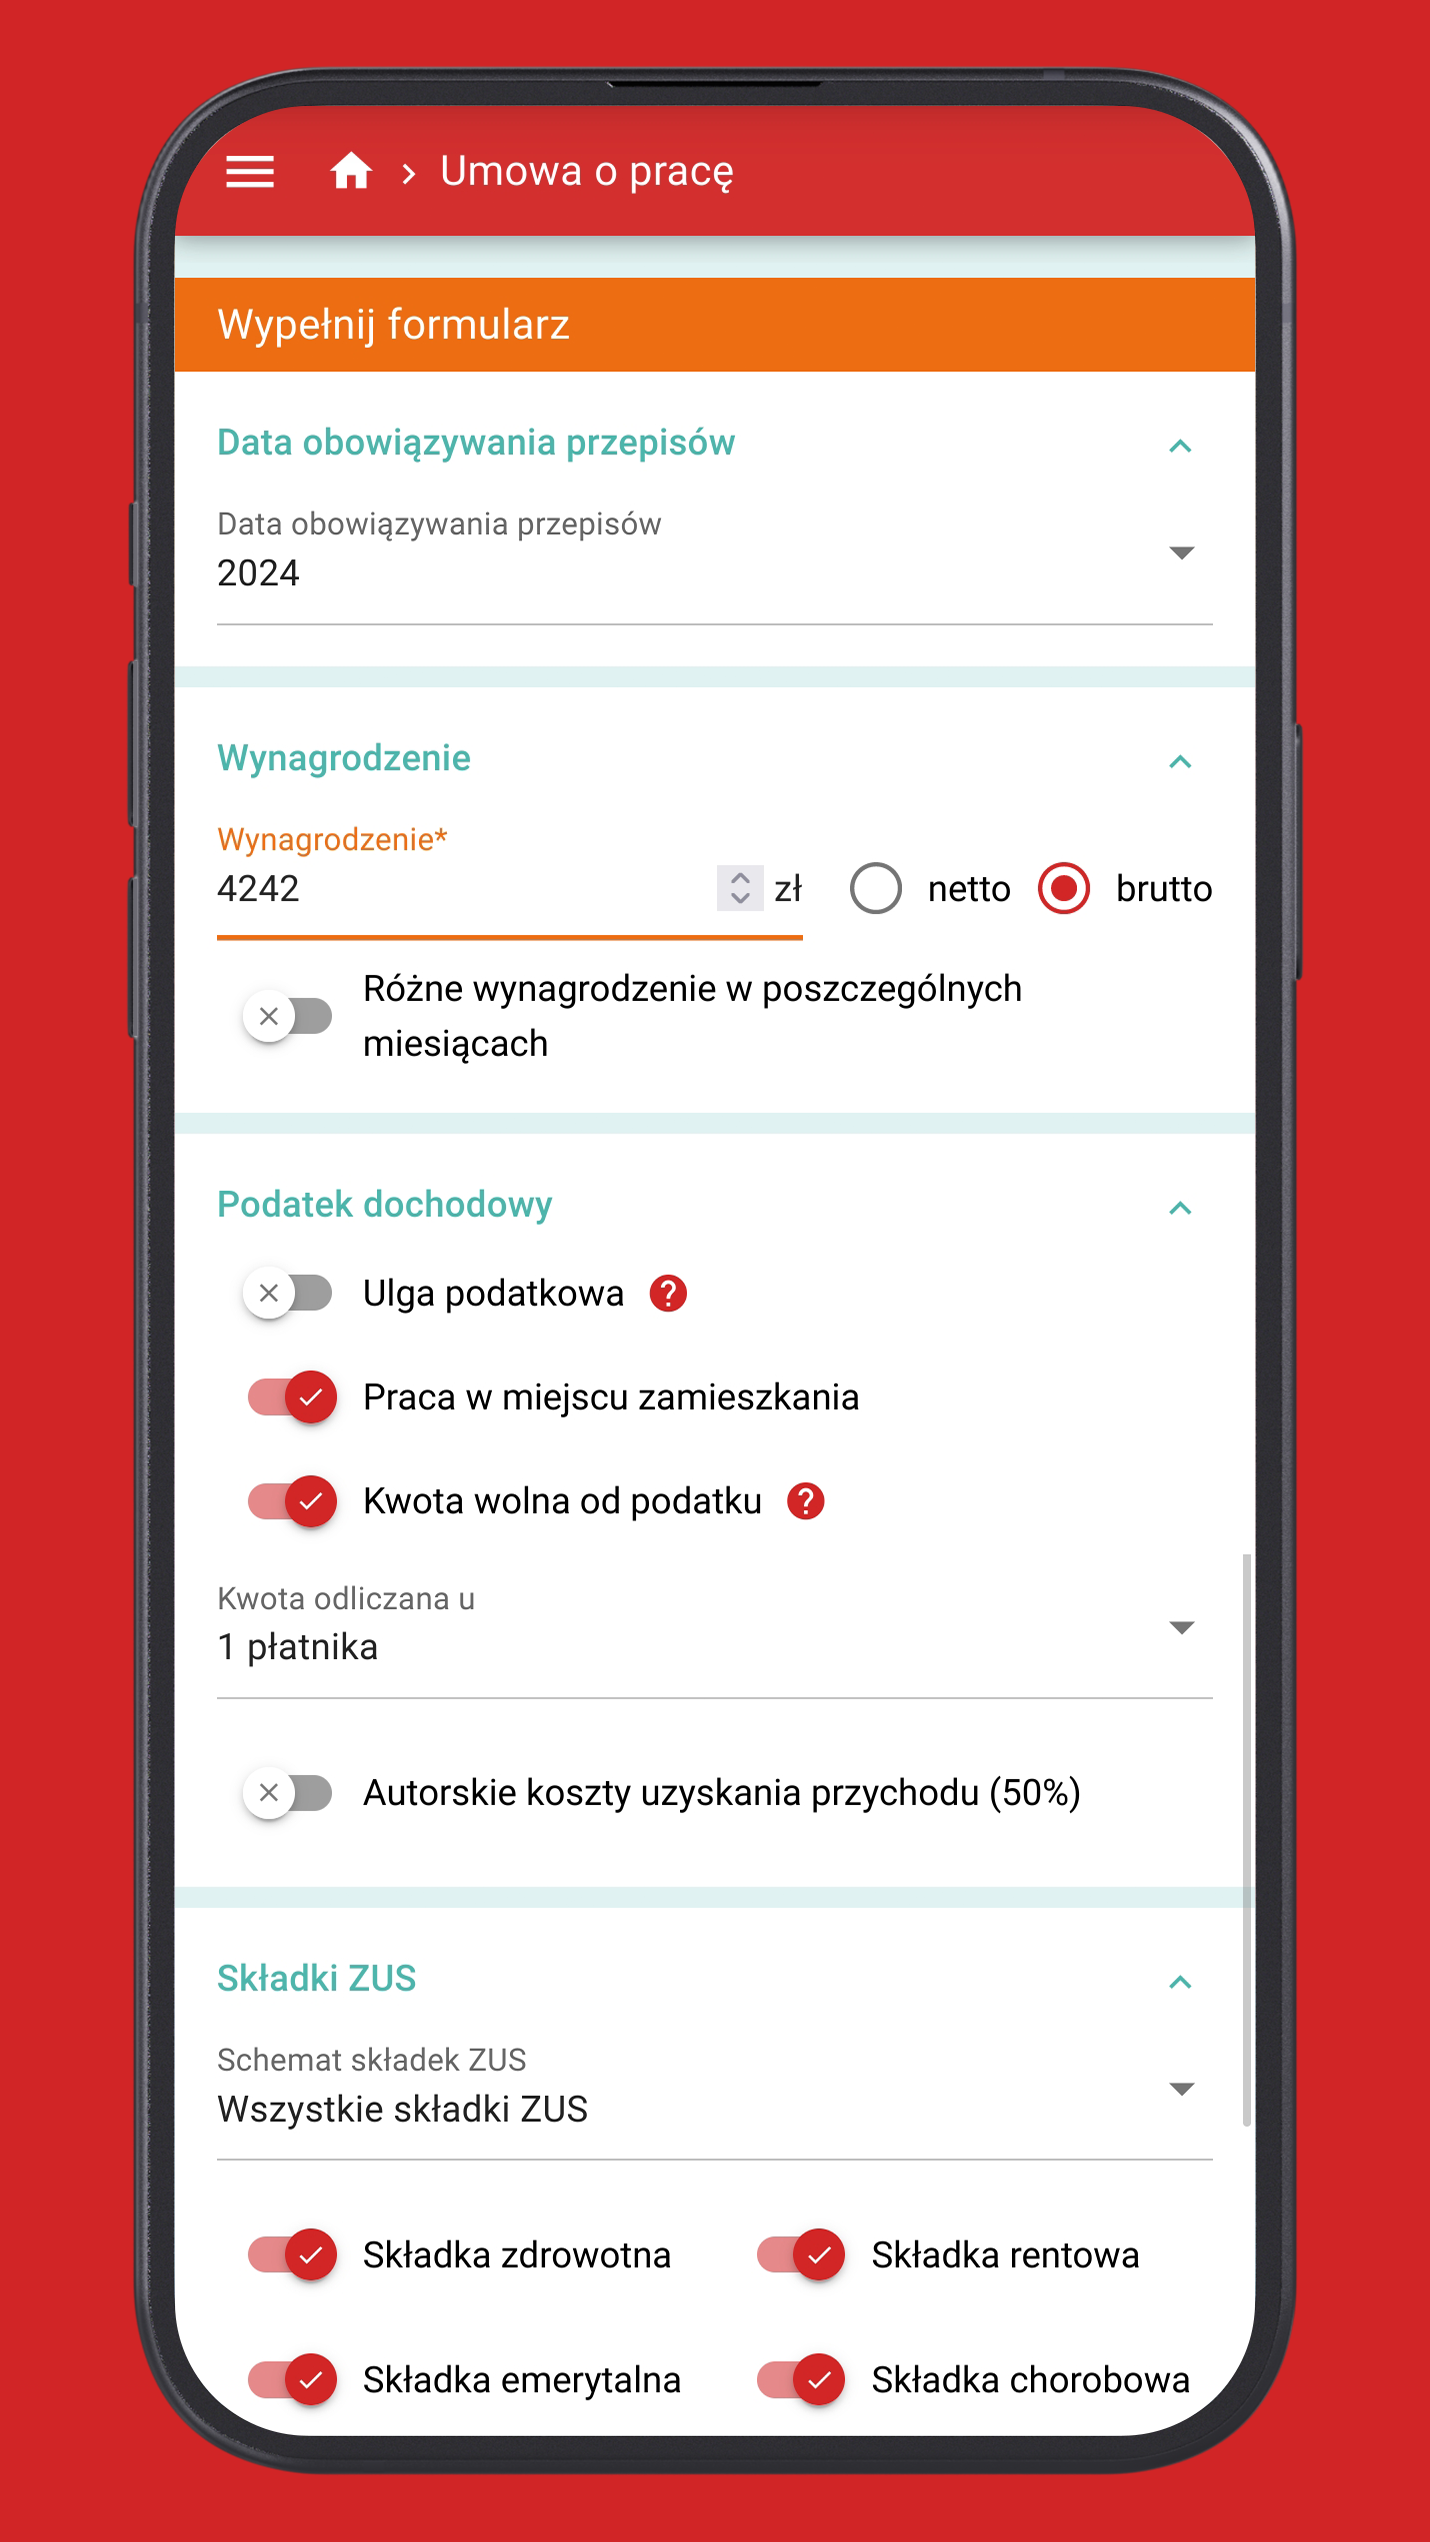 Umowa o pracę
Wypełnij formularz
Data obowiązywania przepisów
Data obowiązywania przepisów
2024
Wynagrodzenie
Wynagrodzenie*
4242 zł netto brutto
Różne wynagrodzenie w poszczególnych
miesiącach
Podatek dochodowy
Ulga podatkowa ?
Praca w miejscu zamieszkania
Kwota wolna od podatku ?
Kwota odliczana u
1 płatnika
Autorskie koszty uzyskania przychodu (50%)
Składki ZUS
Schemat składek ZUS
Wszystkie składki ZUS
Składka zdrowotna Składka rentowa
Składka emerytalna Składka chorobowa